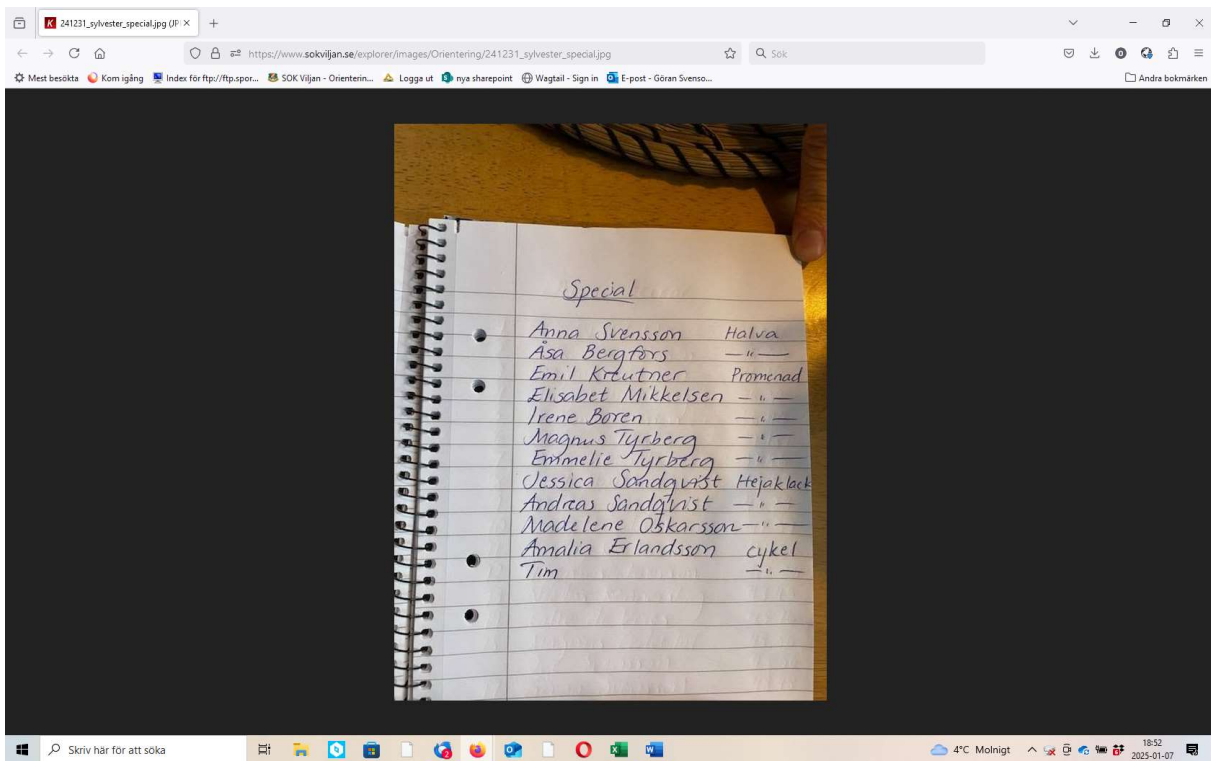 241231_sylvester_special.jpg (JP
https://www.sokviljan.se/explorer/images/Orientering/241231_sylvester_special.jpg
Sök
Mest besökta Kom igång Index för ftp://ftp.spor... SOK Viljan - Orienterin... Logga ut nya sharepoint Wagtail - Sign in E-post - Göran Svenso... Andra bokmärken
Special
Anna Svensson Halva
Åsa Bergfors —"—
Emil Kreutner Promenad
Elisabet Mikkelsen —"—
Irene Boren —"—
Magnus Tyrberg —"—
Emmelie Tyrberg —"—
Jessica Sandqvist Hejaklack
Andreas Sandqvist —"—
Madelene Oskarsson —"—
Amalia Erlandsson cykel
Tim —"—
Skriv här för att söka
4°C Molnigt
18:52
2025-01-07